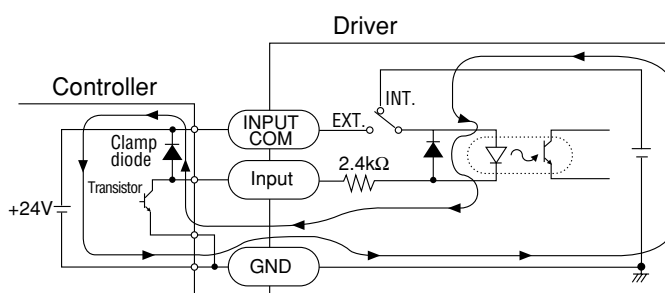 Driver
Controller
INT.
INPUT
COM
EXT.
Clamp
diode
2.4kΩ
Input
Transistor
+24V
GND